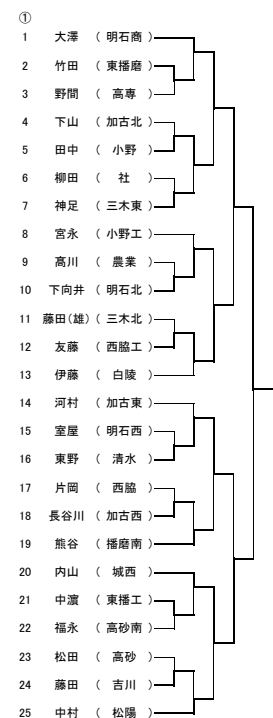 ①
1 大澤 （ 明石商 ）
2 竹田 （ 東播磨 ）
3 野間 （ 高専 ）
4 下山 （ 加古北 ）
5 田中 （ 小野 ）
6 柳田 （ 社 ）
7 神足 （ 三木東 ）
8 宮永 （ 小野工 ）
9 髙川 （ 農業 ）
10 下向井 （ 明石北 ）
11 藤田(雄) （ 三木北 ）
12 友藤 （ 西脇工 ）
13 伊藤 （ 白陵 ）
14 河村 （ 加古東 ）
15 室屋 （ 明石西 ）
16 東野 （ 清水 ）
17 片岡 （ 西脇 ）
18 長谷川 （ 加古西 ）
19 熊谷 （ 播磨南 ）
20 内山 （ 城西 ）
21 中濵 （ 東播工 ）
22 福永 （ 高砂南 ）
23 松田 （ 高砂 ）
24 藤田 （ 吉川 ）
25 中村 （ 松陽 ）